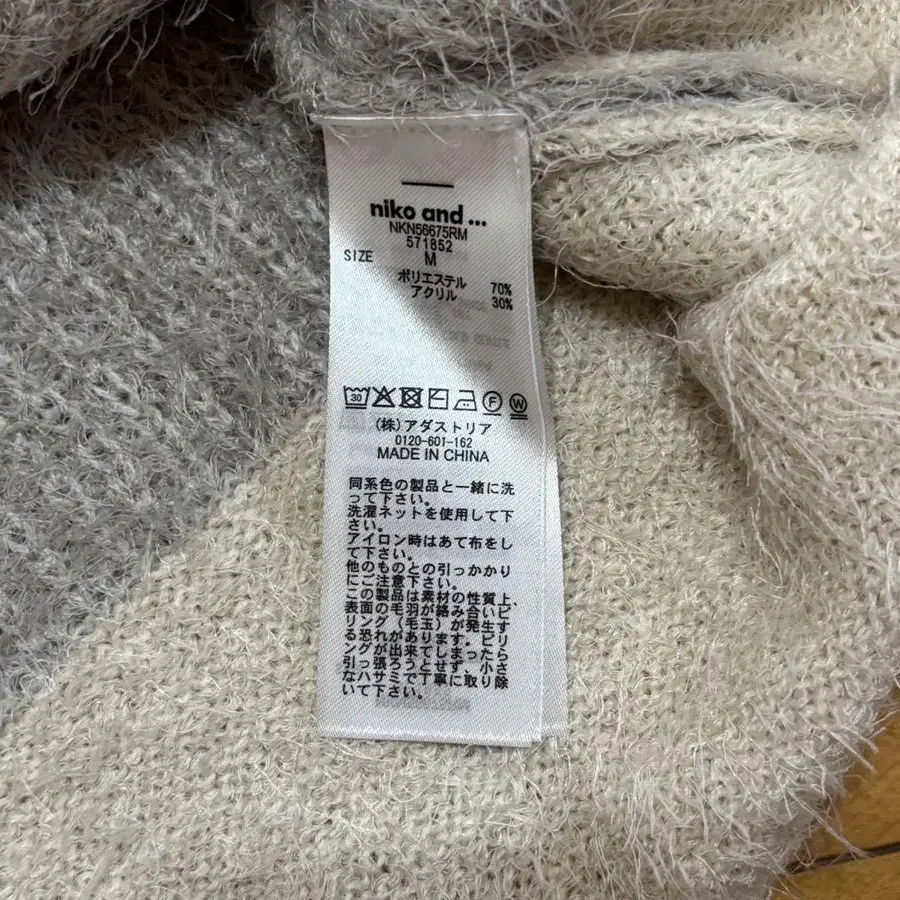 niko and ...
NKN56675RM
571852
SIZE M
ポリエステル 70%
アクリル 30%
30 F W
(株)アダストリア
0120-601-162
MADE IN CHINA
同系色の製品と一緒に洗
って下さい。
洗濯ネットを使用して下
さい。
アイロン時はあて布をし
て下さい。
他のものとの引っかかり
にご注意下さい。
この製品は素材の性質上、
表面の毛羽が絡み合いピ
リング(毛玉)が発生す
る恐れがあります。ピリ
ングが出来てしまったら
引っ張ろうとせず、小さ
なハサミで丁寧に取り除
いて下さい。